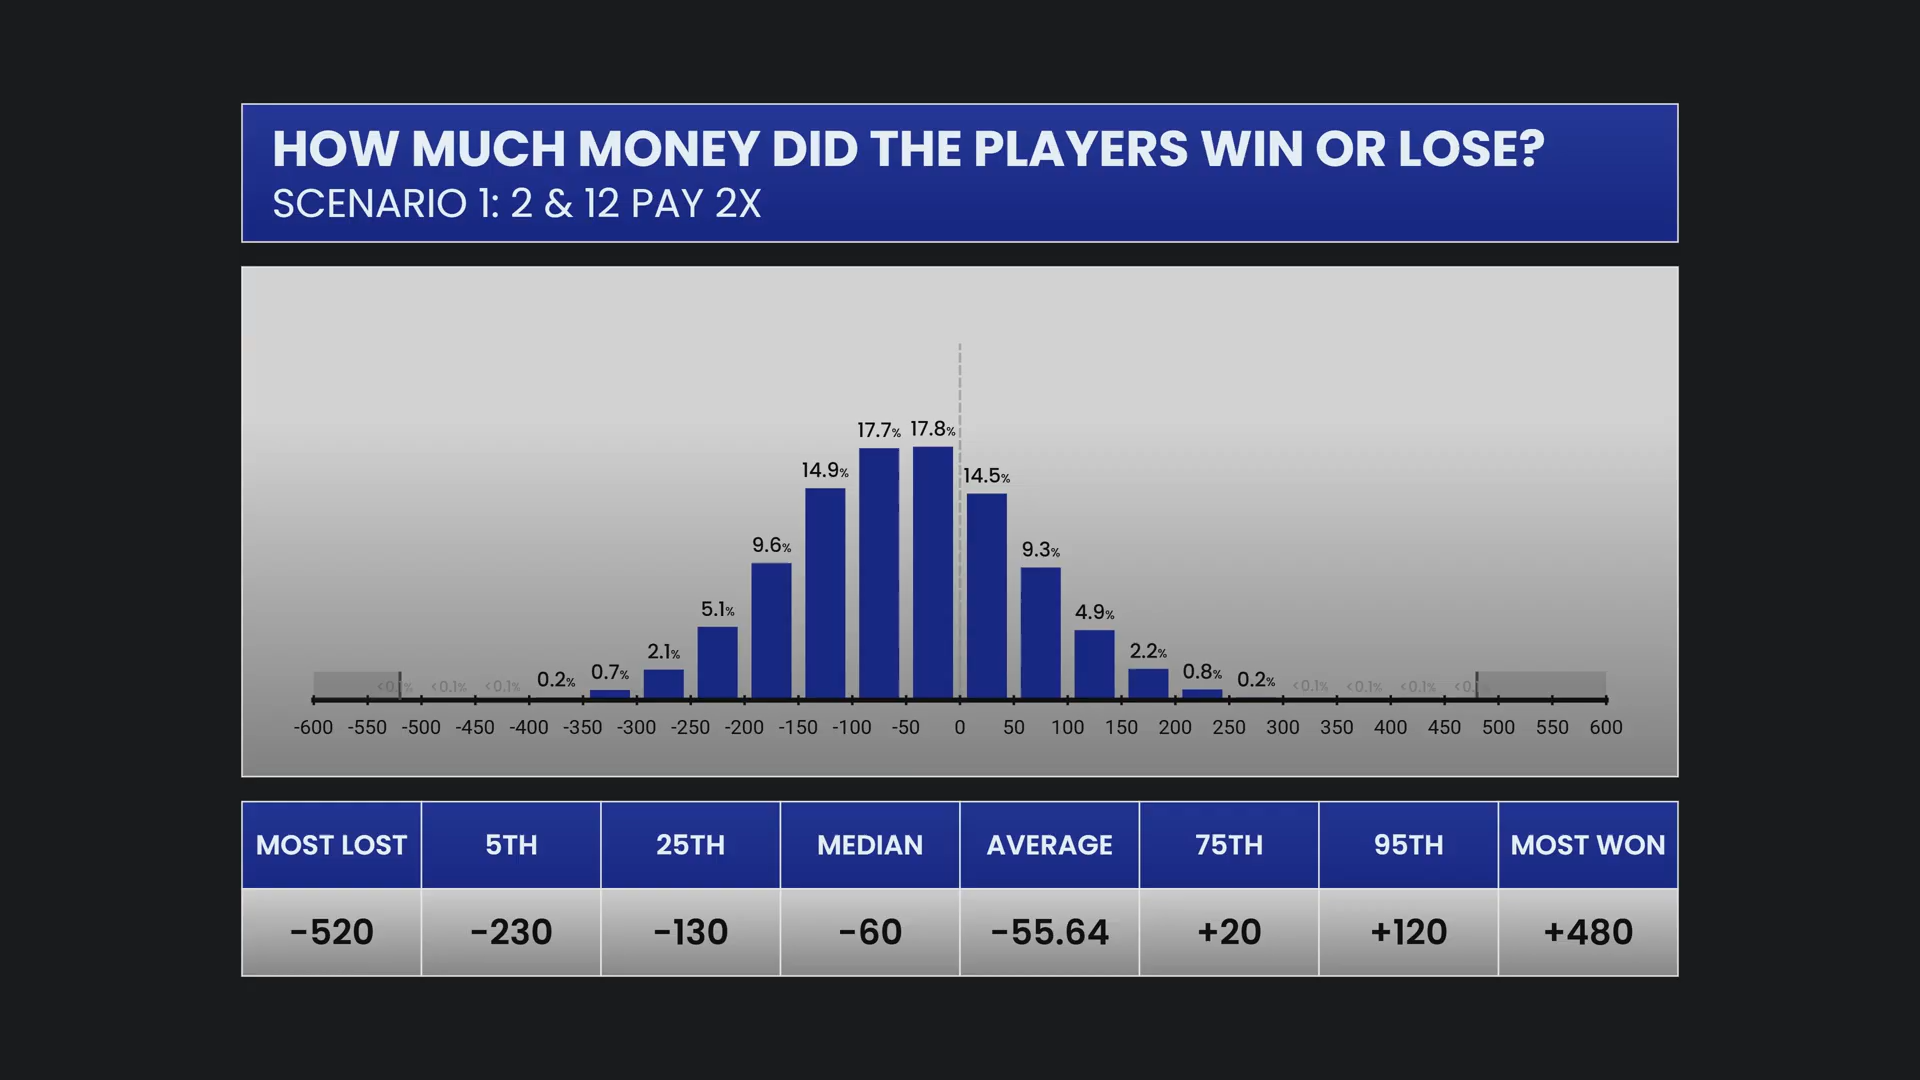 HOW MUCH MONEY DID THE PLAYERS WIN OR LOSE?
SCENARIO 1: 2 & 12 PAY 2X
<0.1% <0.1% <0.1% 0.2% 0.7% 2.1% 5.1% 9.6% 14.9% 17.7% 17.8% 14.5% 9.3% 4.9% 2.2% 0.8% 0.2% <0.1% <0.1% <0.1% <0.1%
-600 -550 -500 -450 -400 -350 -300 -250 -200 -150 -100 -50 0 50 100 150 200 250 300 350 400 450 500 550 600
MOST LOST 5TH 25TH MEDIAN AVERAGE 75TH 95TH MOST WON
-520 -230 -130 -60 -55.64 +20 +120 +480